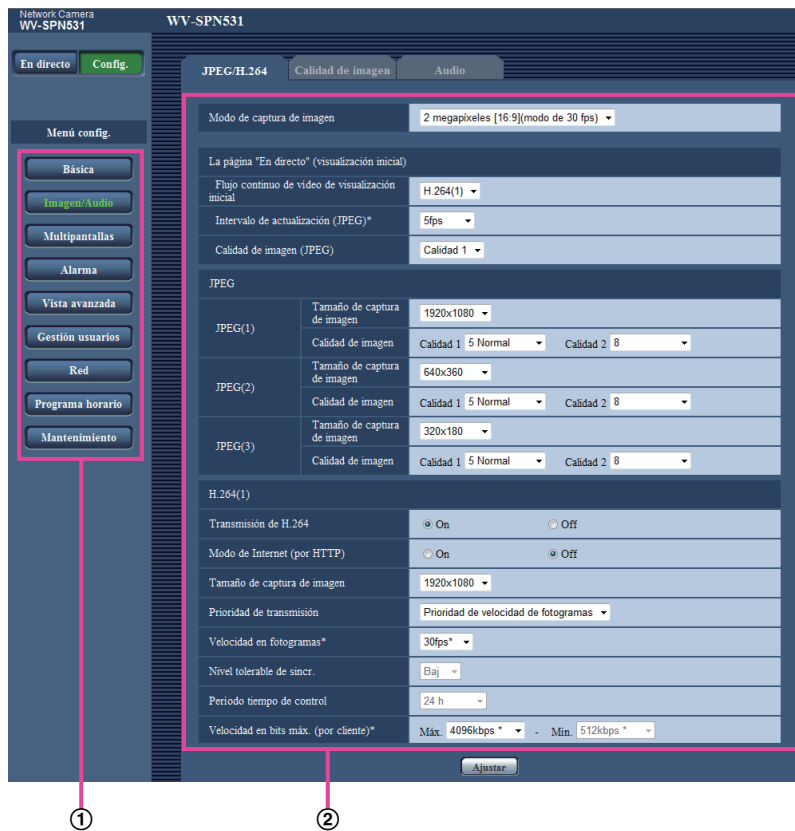 Network Camera
WV-SPN531
WV-SPN531
En directo Config.
Menú config.
Básica
Imagen/Audio
Multipantallas
Alarma
Vista avanzada
Gestión usuarios
Red
Programa horario
Mantenimiento
JPEG/H.264 Calidad de imagen Audio
Modo de captura de imagen 2 megapíxeles [16:9](modo de 30 fps)
La página "En directo" (visualización inicial)
Flujo continuo de vídeo de visualización
inicial
H.264(1)
Intervalo de actualización (JPEG)* 5fps
Calidad de imagen (JPEG) Calidad 1
JPEG
JPEG(1)
Tamaño de captura
de imagen
1920x1080
Calidad de imagen Calidad 1 5 Normal Calidad 2 8
JPEG(2)
Tamaño de captura
de imagen
640x360
Calidad de imagen Calidad 1 5 Normal Calidad 2 8
JPEG(3)
Tamaño de captura
de imagen
320x180
Calidad de imagen Calidad 1 5 Normal Calidad 2 8
H.264(1)
Transmisión de H.264 On Off
Modo de Internet (por HTTP) On Off
Tamaño de captura de imagen 1920x1080
Prioridad de transmisión Prioridad de velocidad de fotogramas
Velocidad en fotogramas* 30fps*
Nivel tolerable de sincr. Baj
Período tiempo de control 24 h
Velocidad en bits máx. (por cliente)* Máx. 4096kbps * - Mín. 512kbps *
Ajustar
① ②